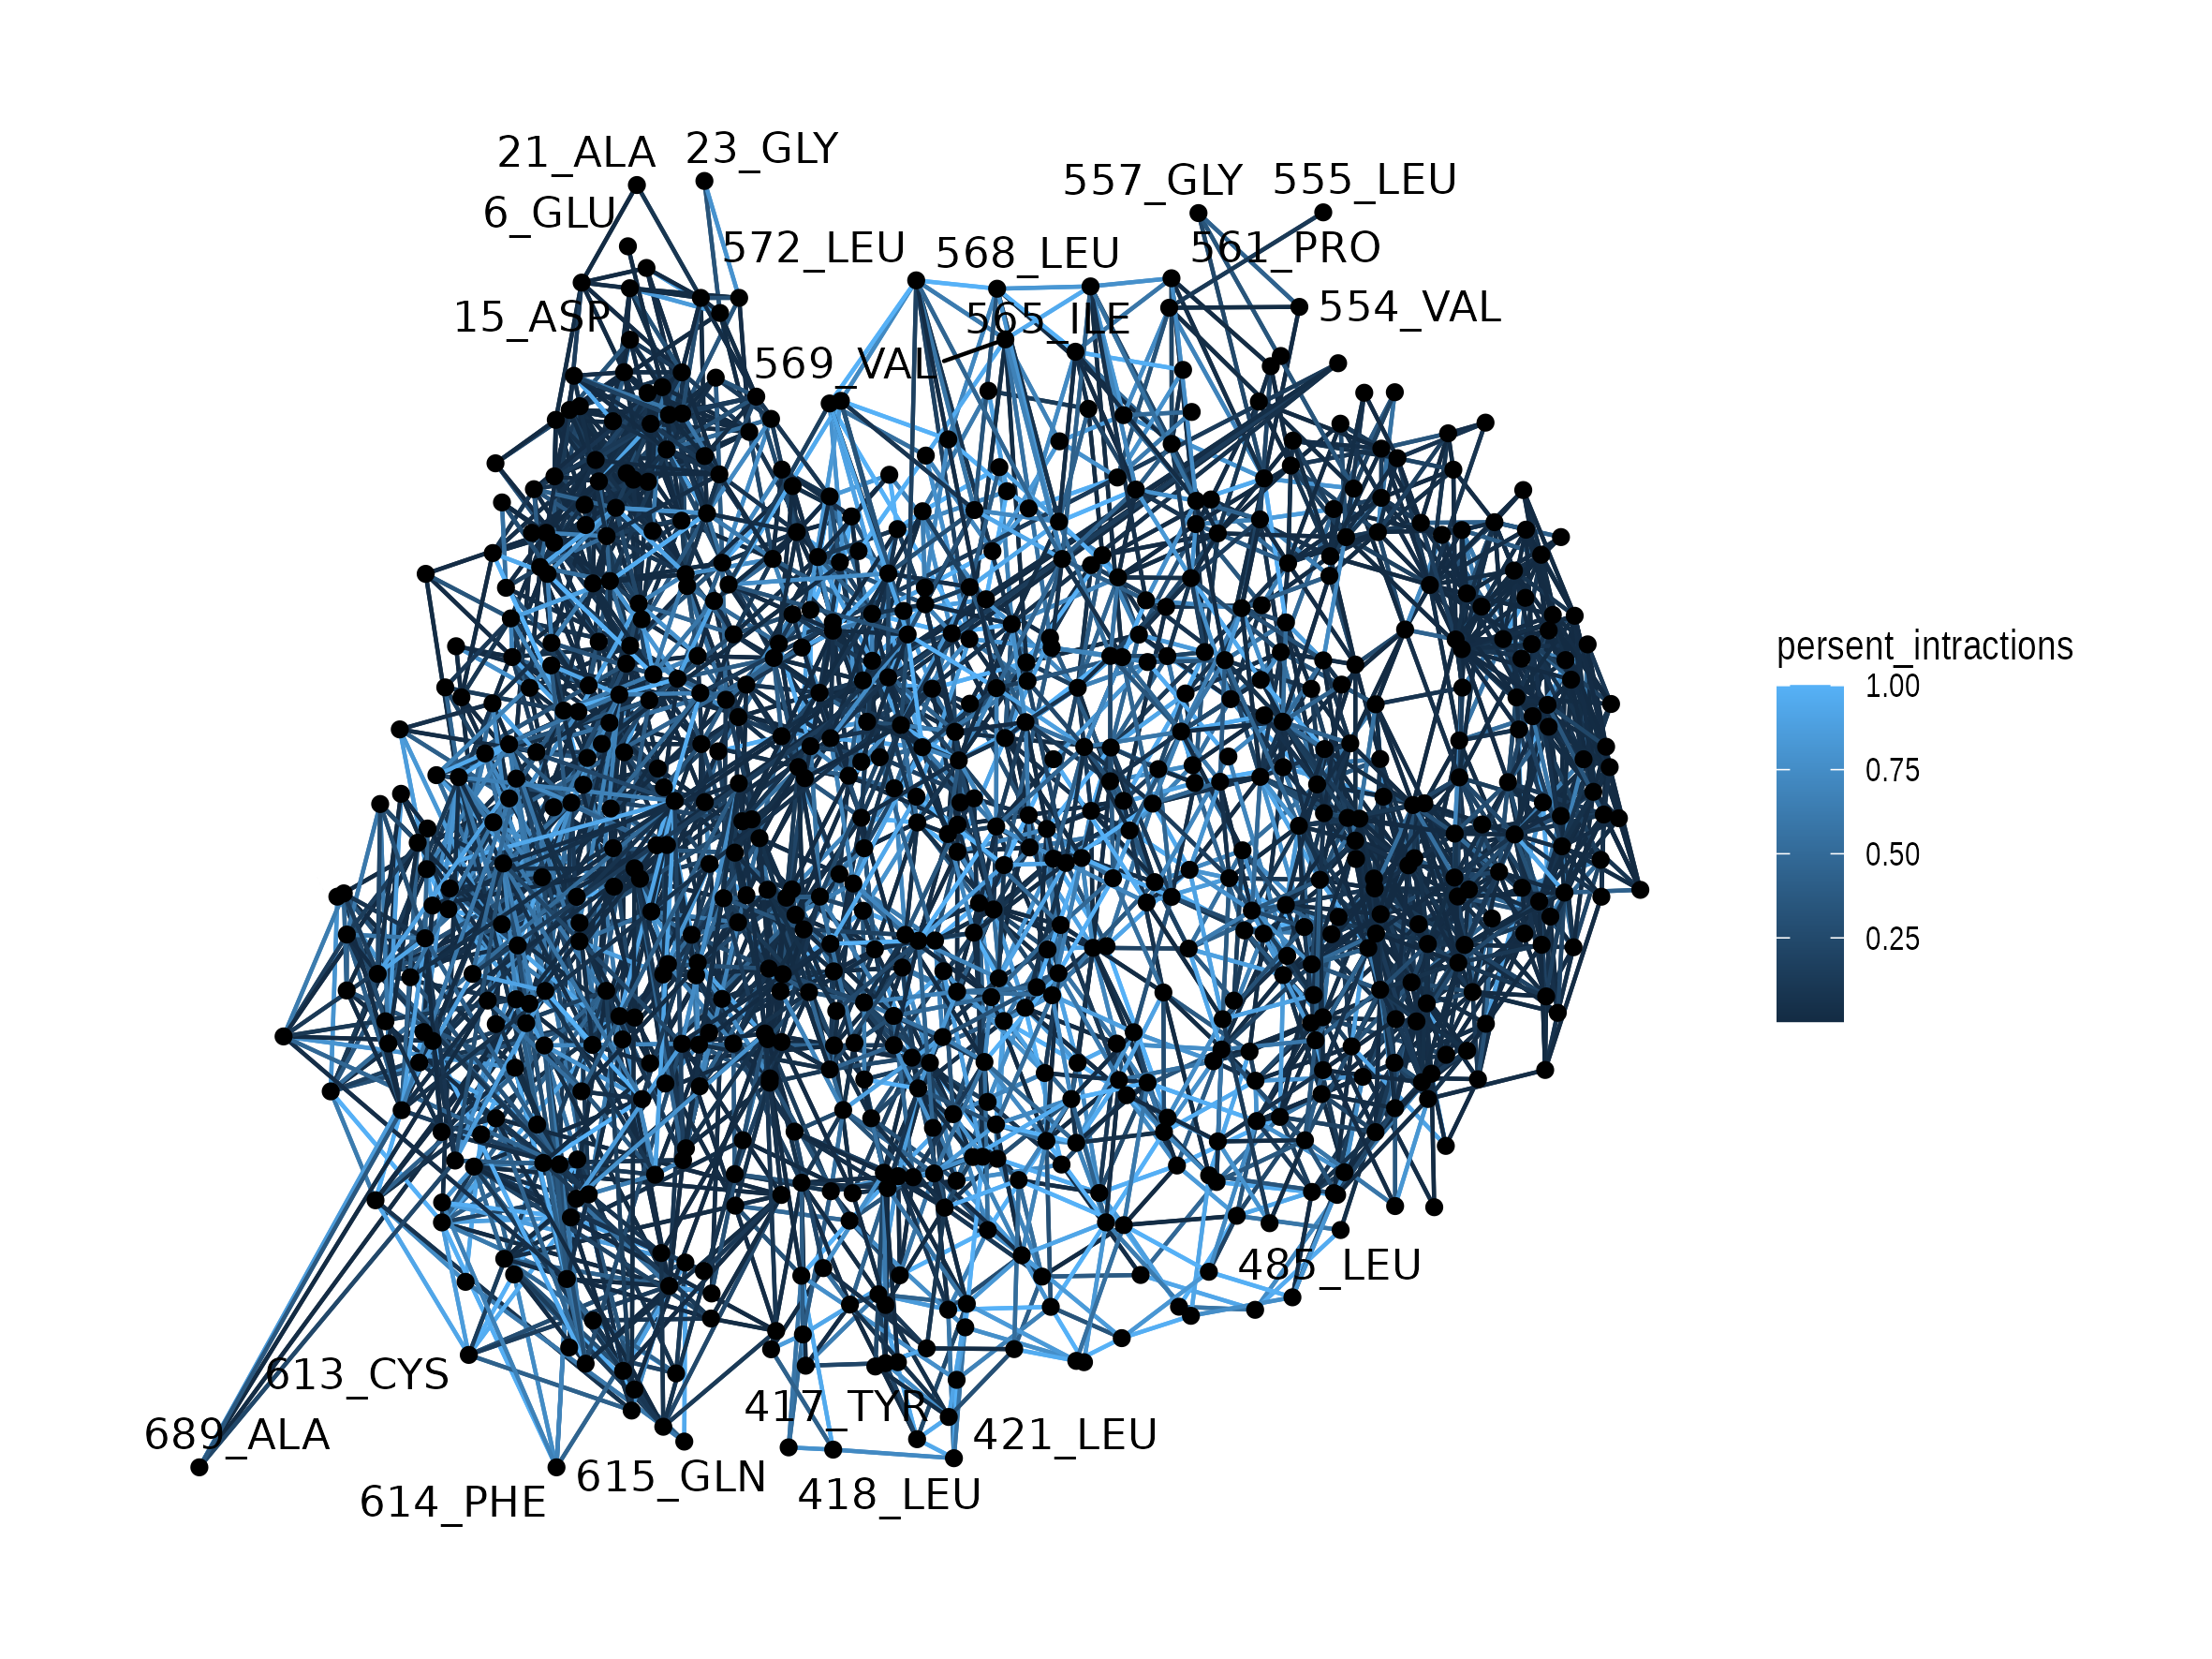 21_ALA
23_GLY
557_GLY
555_LEU
6_GLU
572_LEU
568_LEU
561_PRO
15_ASP
565_ILE
554_VAL
569_VAL
persent_intractions
1.00
0.75
0.50
0.25
485_LEU
613_CYS
417_TYR
689_ALA
421_LEU
614_PHE
615_GLN
418_LEU